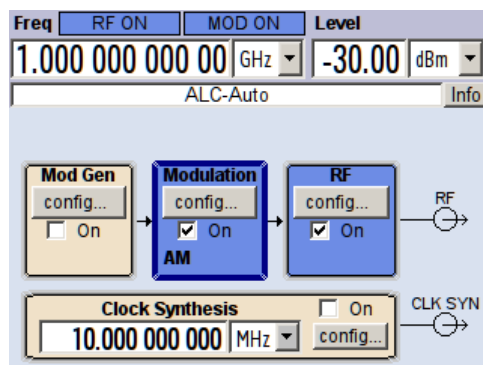 Freq RF ON MOD ON Level
1.000 000 000 00 GHz -30.00 dBm
ALC-Auto Info
Mod Gen Modulation RF
config... config... config... RF
On On On
AM
Clock Synthesis On CLK SYN
10.000 000 000 MHz config...